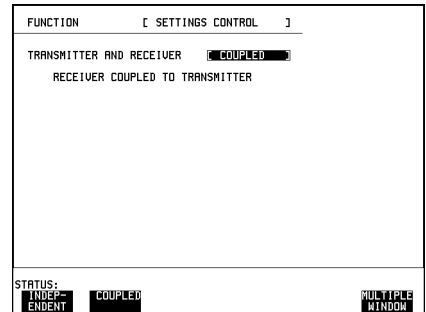 FUNCTION [ SETTINGS CONTROL ]
TRANSMITTER AND RECEIVER [ COUPLED ]
RECEIVER COUPLED TO TRANSMITTER
STATUS:
INDEP-
ENDENT
COUPLED
MULTIPLE
WINDOW